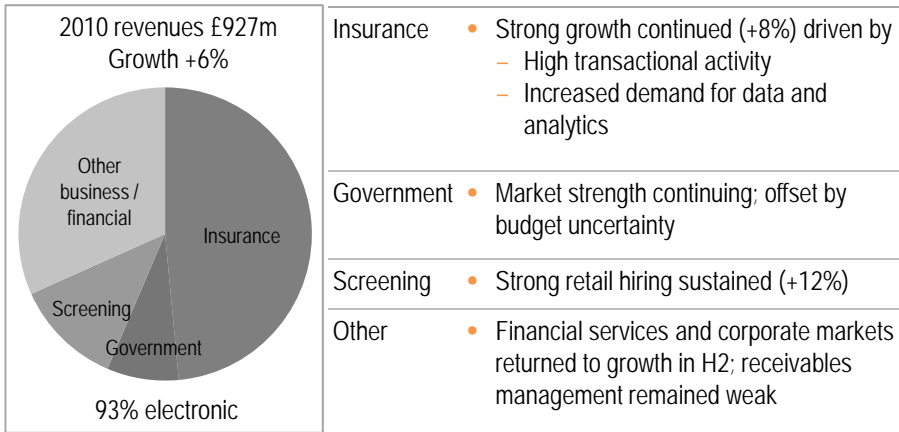 2010 revenues £927m
Growth +6%
Other
business /
financial
Insurance
Screening
Government
93% electronic
Insurance • Strong growth continued (+8%) driven by
– High transactional activity
– Increased demand for data and
analytics
Government • Market strength continuing; offset by
budget uncertainty
Screening • Strong retail hiring sustained (+12%)
Other • Financial services and corporate markets
returned to growth in H2; receivables
management remained weak